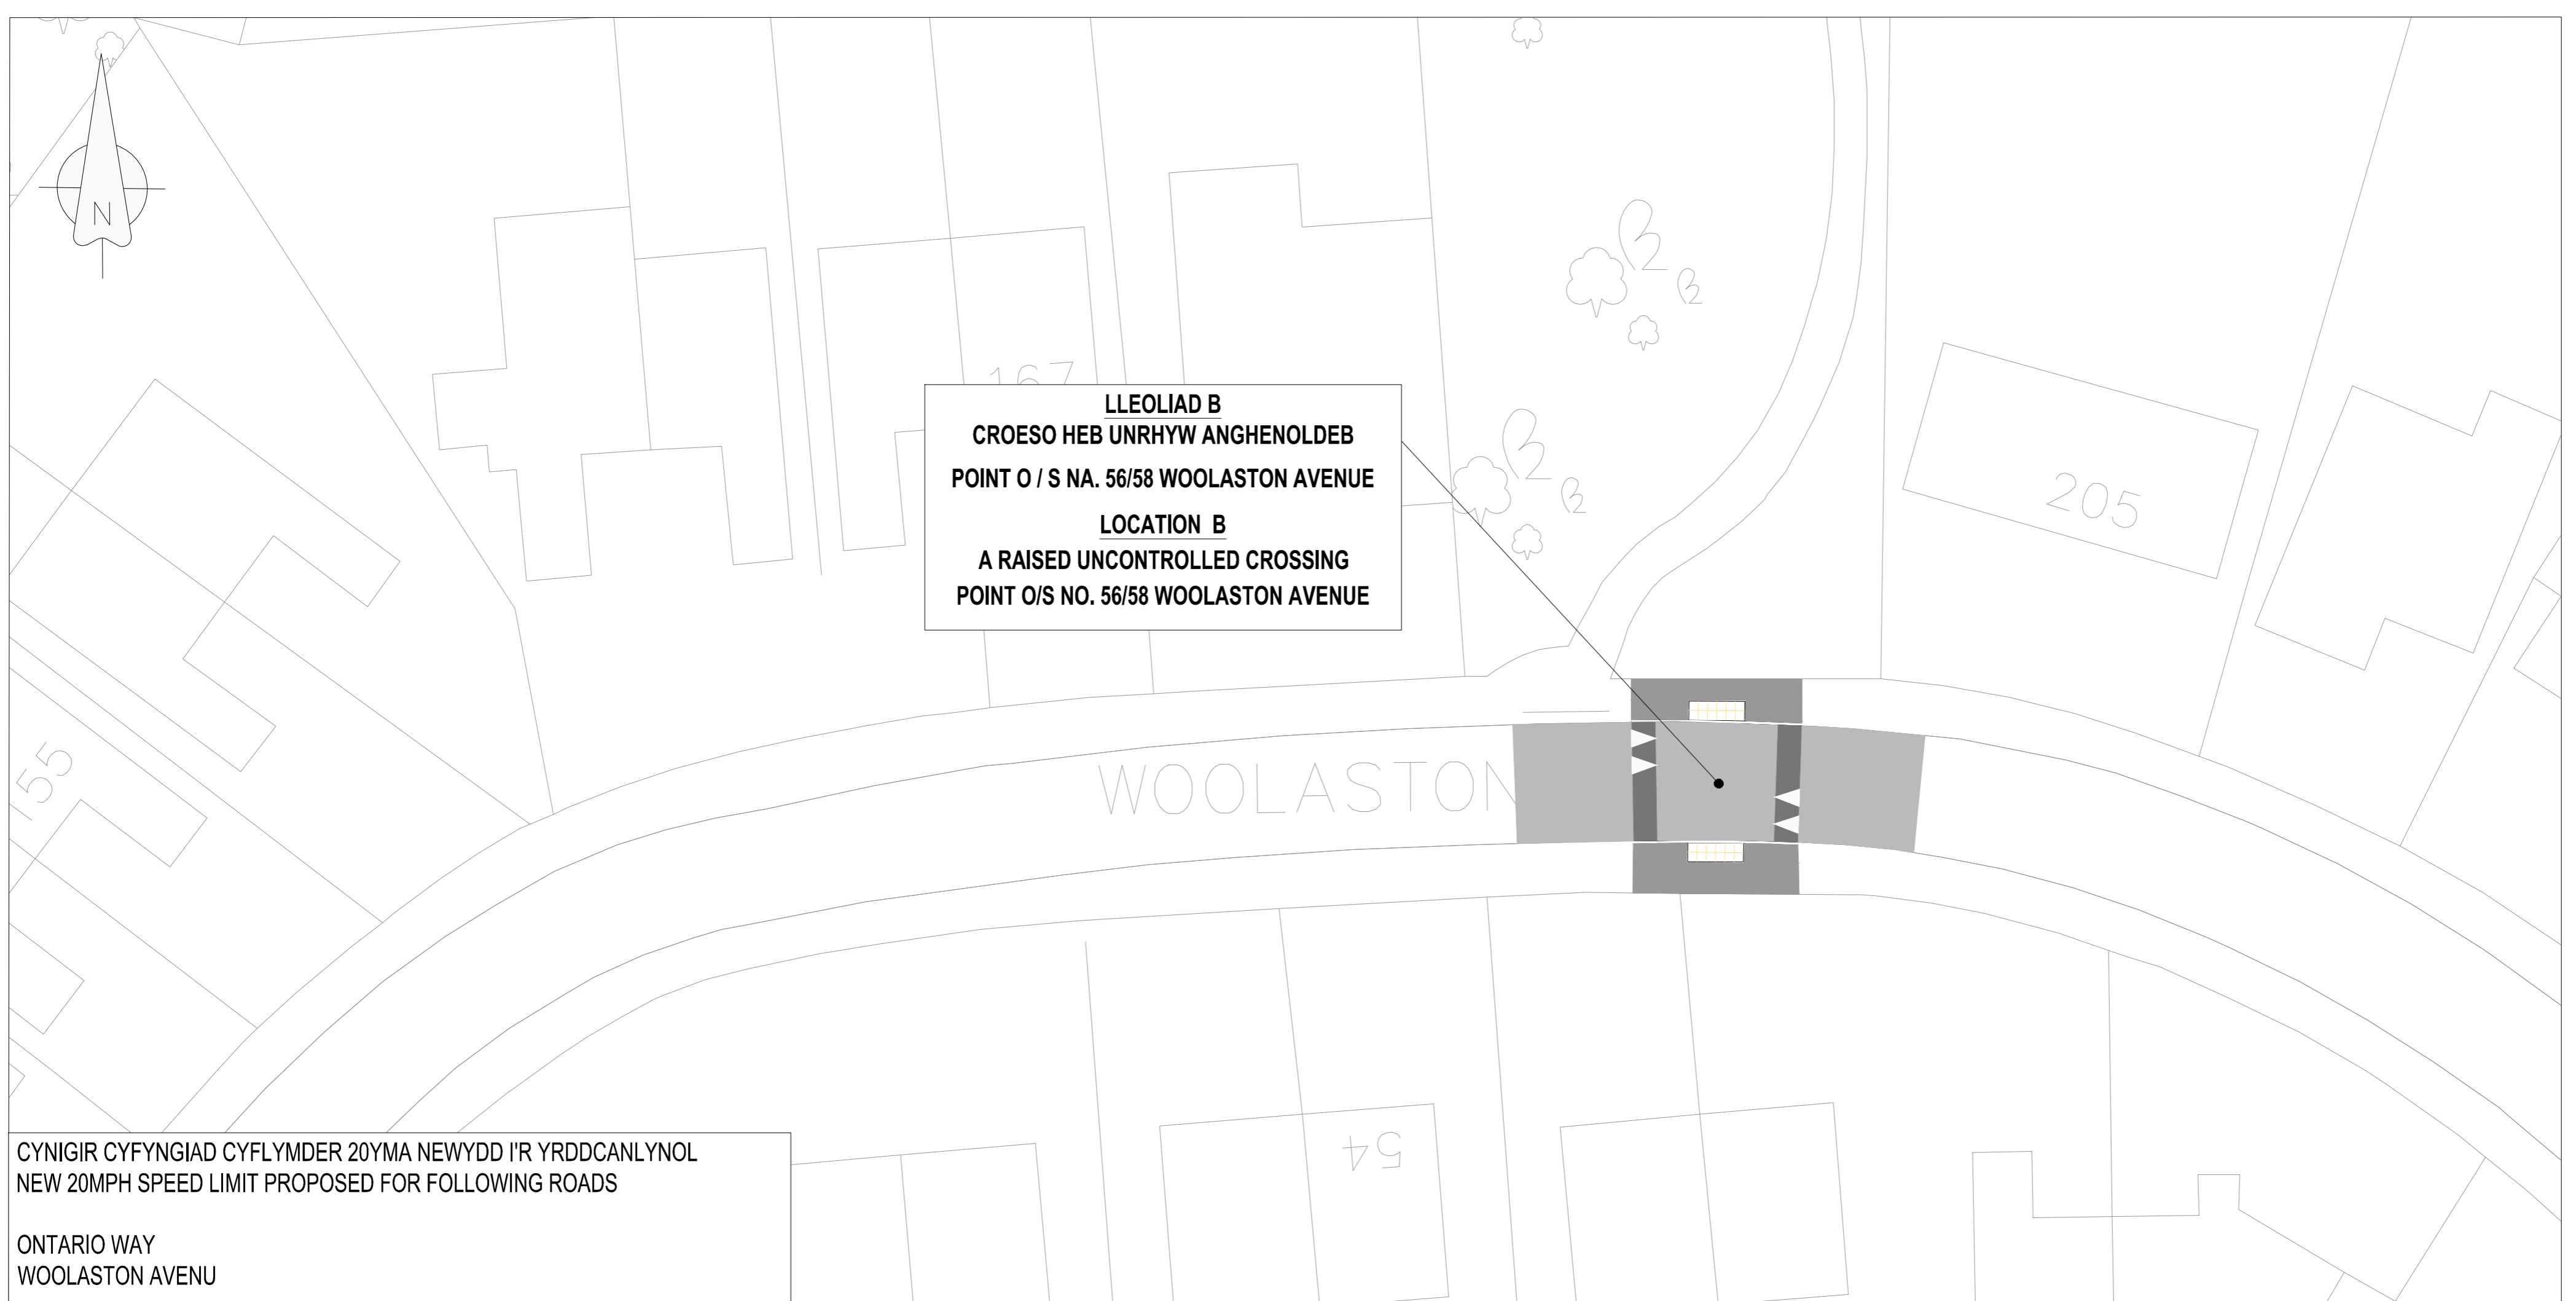 N
167
LLEOLIAD B
CROESO HEB UNRHYW ANGHENOLDEB
POINT O / S NA. 56/58 WOOLASTON AVENUE
LOCATION B
A RAISED UNCONTROLLED CROSSING
POINT O/S NO. 56/58 WOOLASTON AVENUE
205
55
WOOLASTON
54
CYNIGIR CYFYNGIAD CYFLYMDER 20YMA NEWYDD I'R YRDDCANLYNOL
NEW 20MPH SPEED LIMIT PROPOSED FOR FOLLOWING ROADS
ONTARIO WAY
WOOLASTON AVENU